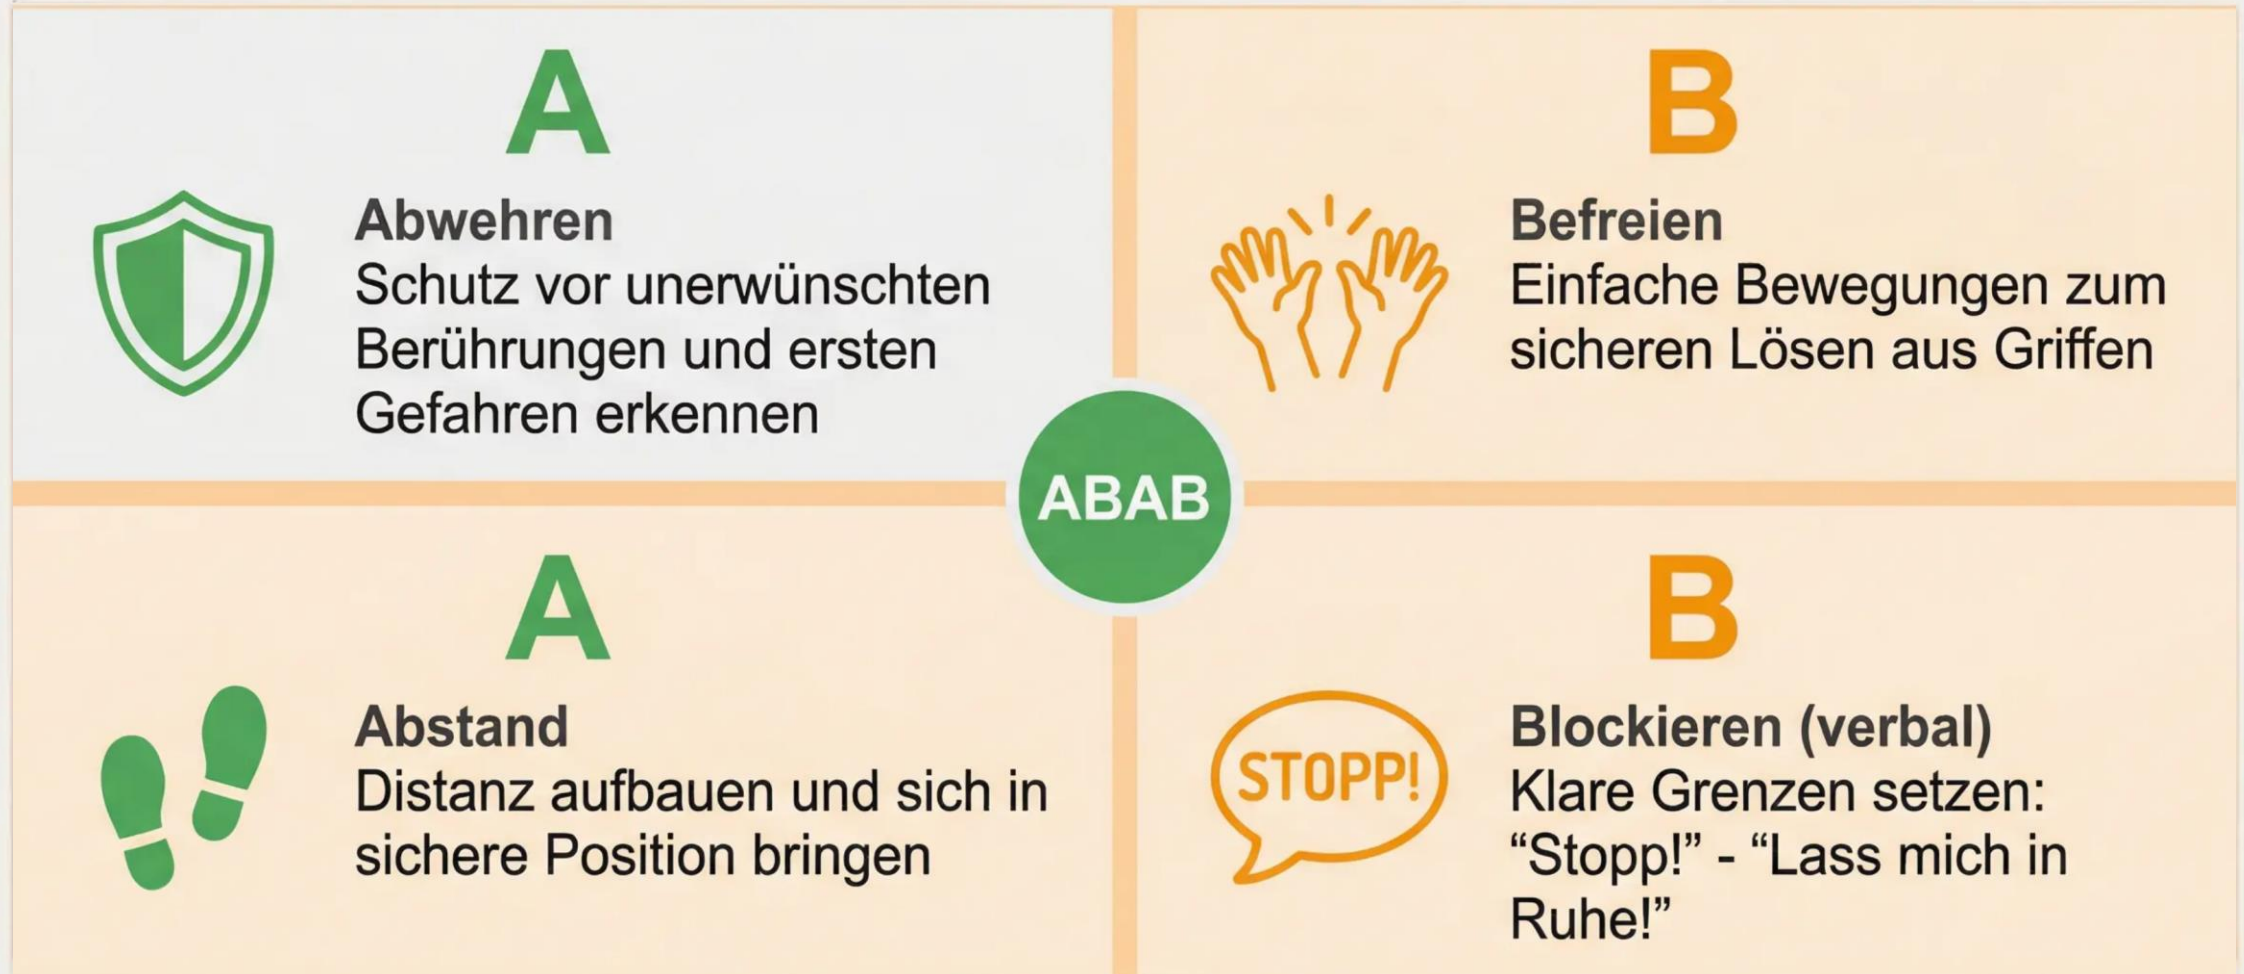 A
Abwehren
Schutz vor unerwünschten
Berührungen und ersten
Gefahren erkennen
B
Befreien
Einfache Bewegungen zum
sicheren Lösen aus Griffen
ABAB
A
Abstand
Distanz aufbauen und sich in
sichere Position bringen
B
STOPP!
Blockieren (verbal)
Klare Grenzen setzen:
“Stopp!” - “Lass mich in
Ruhe!”